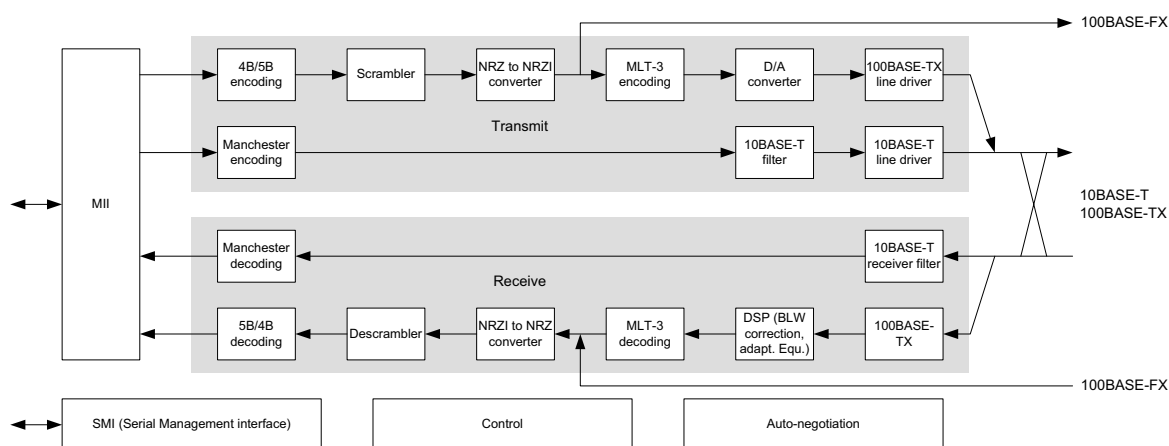 100BASE-FX
4B/5B
encoding
Scrambler
NRZ to NRZI
converter
MLT-3
encoding
D/A
converter
100BASE-TX
line driver
Transmit
Manchester
encoding
10BASE-T
filter
10BASE-T
line driver
MII
10BASE-T
100BASE-TX
Manchester
decoding
10BASE-T
receiver filter
Receive
5B/4B
decoding
Descrambler
NRZI to NRZ
converter
MLT-3
decoding
DSP (BLW
correction,
adapt. Equ.)
100BASE-
TX
100BASE-FX
SMI (Serial Management interface)
Control
Auto-negotiation